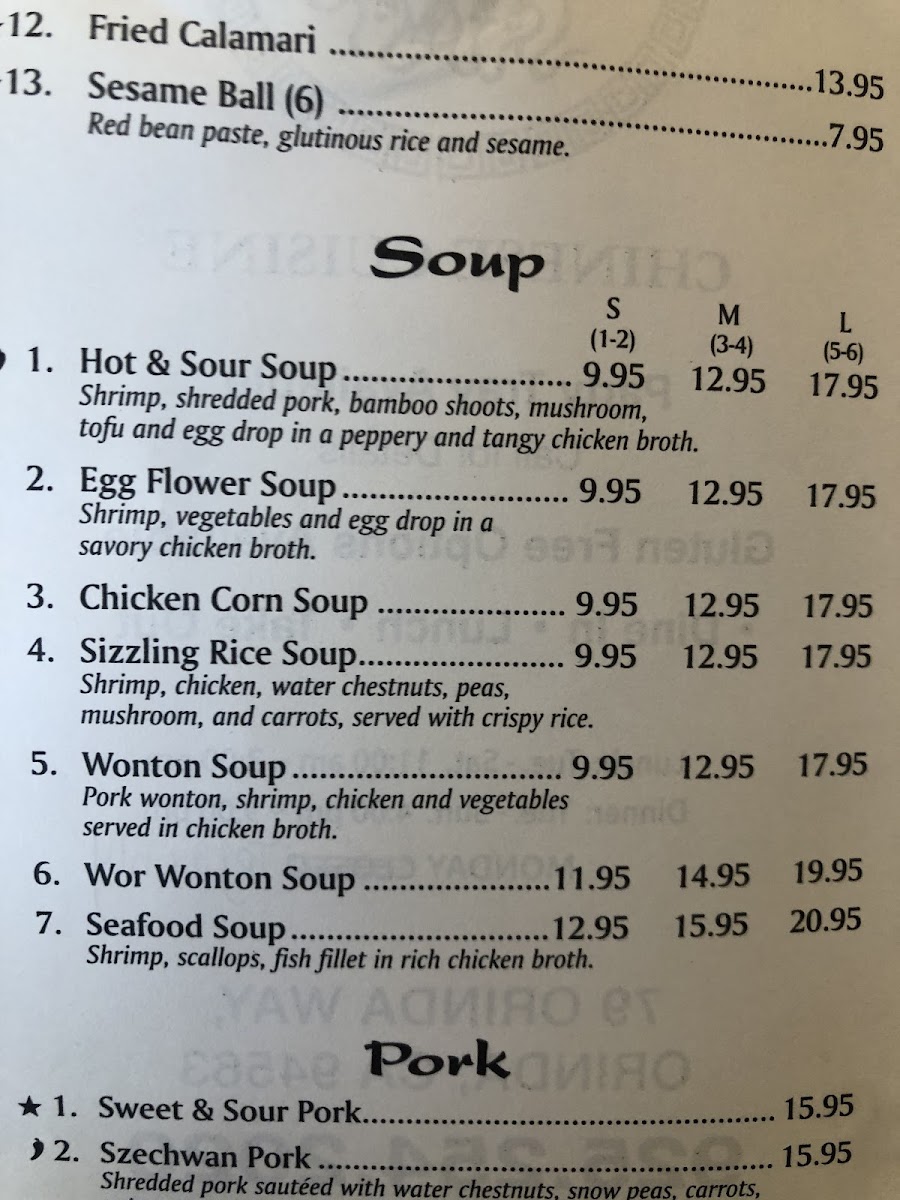 12. Fried Calamari ........................ 13.95
13. Sesame Ball (6) ........................ 7.95
Red bean paste, glutinous rice and sesame.
Soup
S M L
(1-2) (3-4) (5-6)
1. Hot & Sour Soup ........................ 9.95 12.95 17.95
Shrimp, shredded pork, bamboo shoots, mushroom,
tofu and egg drop in a peppery and tangy chicken broth.
2. Egg Flower Soup ........................ 9.95 12.95 17.95
Shrimp, vegetables and egg drop in a
savory chicken broth.
3. Chicken Corn Soup ..................... 9.95 12.95 17.95
4. Sizzling Rice Soup....................... 9.95 12.95 17.95
Shrimp, chicken, water chestnuts, peas,
mushroom, and carrots, served with crispy rice.
5. Wonton Soup .............................. 9.95 12.95 17.95
Pork wonton, shrimp, chicken and vegetables
served in chicken broth.
6. Wor Wonton Soup .....................11.95 14.95 19.95
7. Seafood Soup.............................12.95 15.95 20.95
Shrimp, scallops, fish fillet in rich chicken broth.
Pork
★ 1. Sweet & Sour Pork.............................................. 15.95
2. Szechwan Pork .................................................. 15.95
Shredded pork sautéed with water chestnuts, snow peas, carrots,